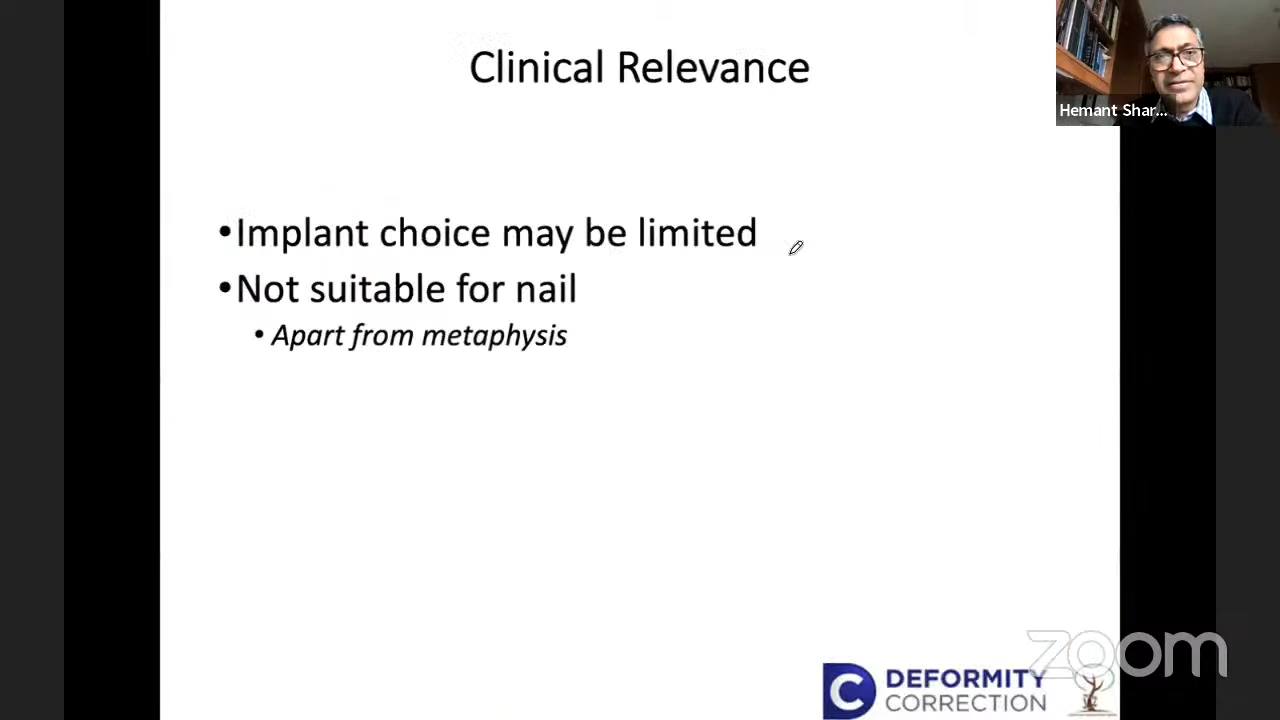 Clinical Relevance
Hemant Shar...
•Implant choice may be limited
•Not suitable for nail
•Apart from metaphysis
zoom
C DEFORMITY
CORRECTION